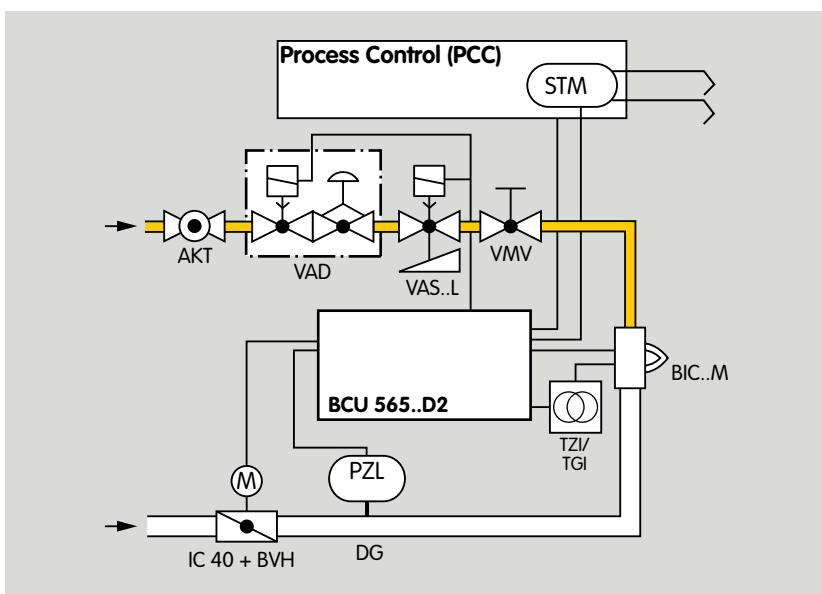 Process Control (PCC)
STM
AKT
VAD
VAS..L
VMV
BCU 565..D2
BIC..M
TZI/
TGI
PZL
M
IC 40 + BVH
DG